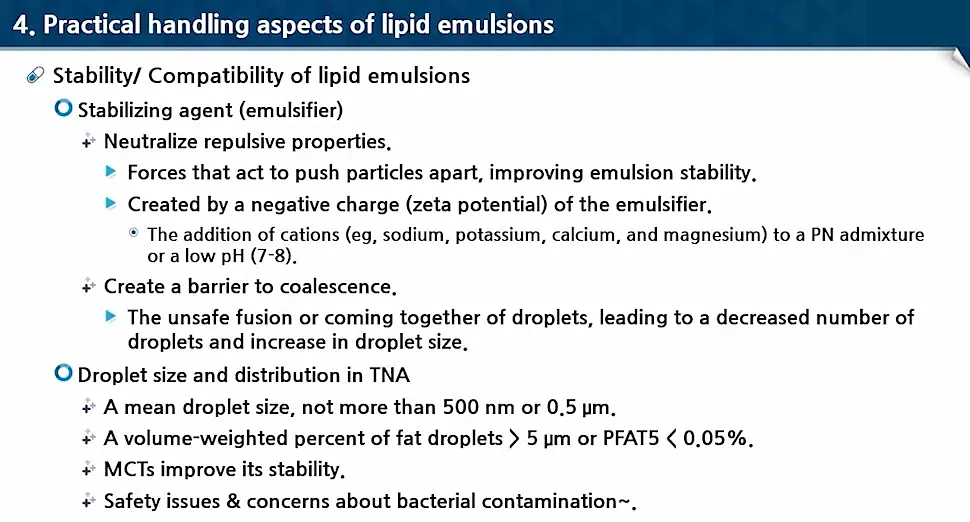 4. Practical handling aspects of lipid emulsions
Stability/ Compatibility of lipid emulsions
Stabilizing agent (emulsifier)
Neutralize repulsive properties.
Forces that act to push particles apart, improving emulsion stability.
Created by a negative charge (zeta potential) of the emulsifier.
The addition of cations (eg, sodium, potassium, calcium, and magnesium) to a PN admixture
or a low pH (7-8).
Create a barrier to coalescence.
The unsafe fusion or coming together of droplets, leading to a decreased number of
droplets and increase in droplet size.
Droplet size and distribution in TNA
A mean droplet size, not more than 500 nm or 0.5 μm.
A volume-weighted percent of fat droplets > 5 μm or PFAT5 < 0.05%.
MCTs improve its stability.
Safety issues & concerns about bacterial contamination~.